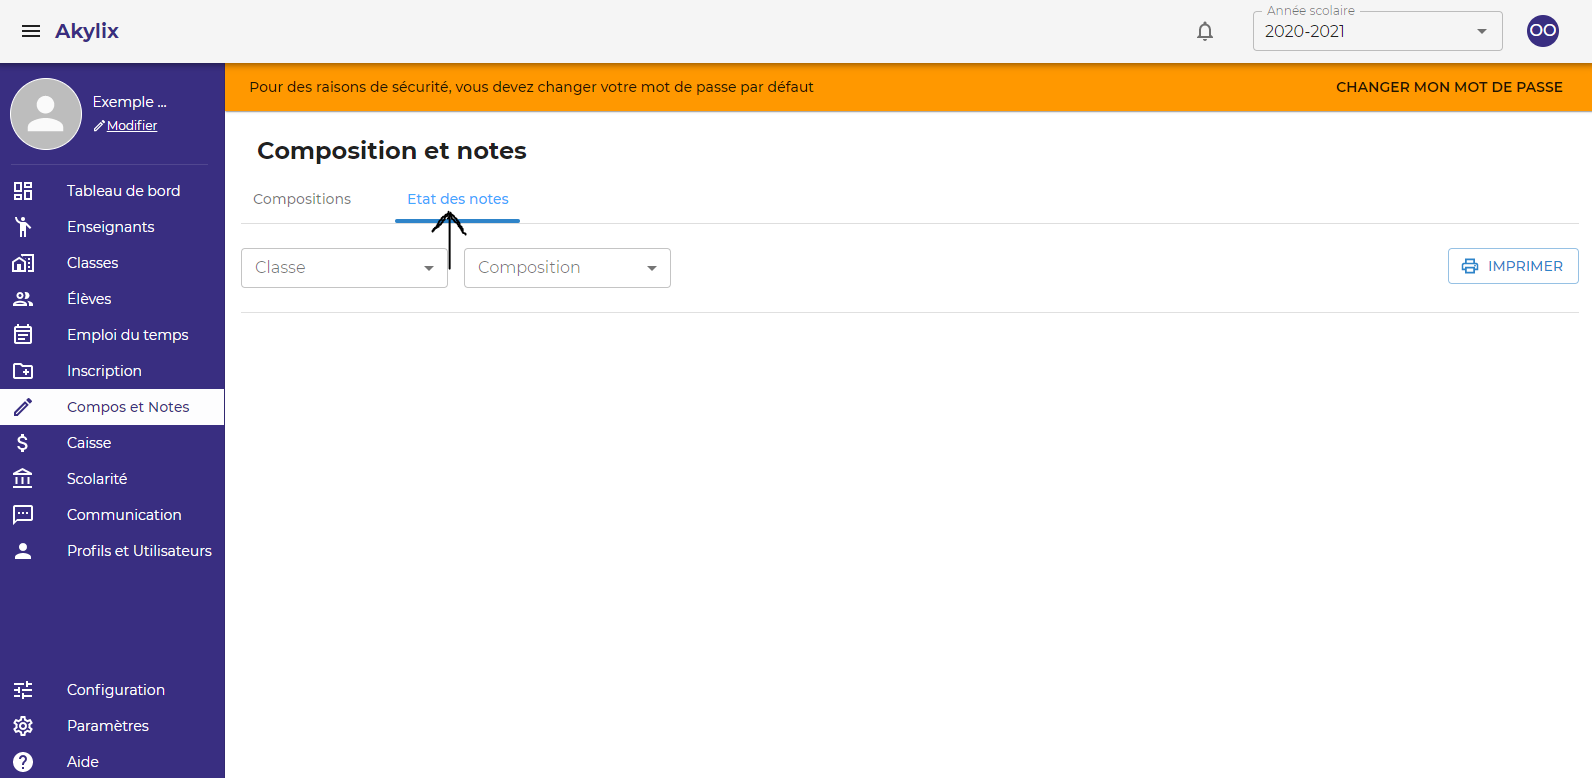 Akylix
Année scolaire
2020-2021
OO
Pour des raisons de sécurité, vous devez changer votre mot de passe par défaut
CHANGER MON MOT DE PASSE
Exemple ...
Modifier
Tableau de bord
Enseignants
Classes
Élèves
Emploi du temps
Inscription
Compos et Notes
Caisse
Scolarité
Communication
Profils et Utilisateurs
Configuration
Paramètres
Aide
Composition et notes
Compositions
Etat des notes
Classe
Composition
IMPRIMER